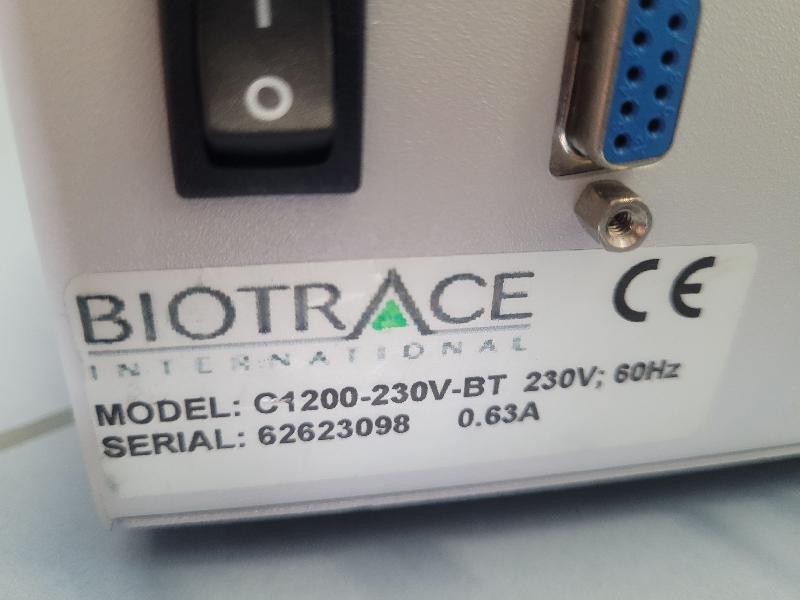 BIOTRACE
INTERNATIONAL
CE
MODEL: C1200-230V-BT 230V; 60Hz
SERIAL: 62623098 0.63A